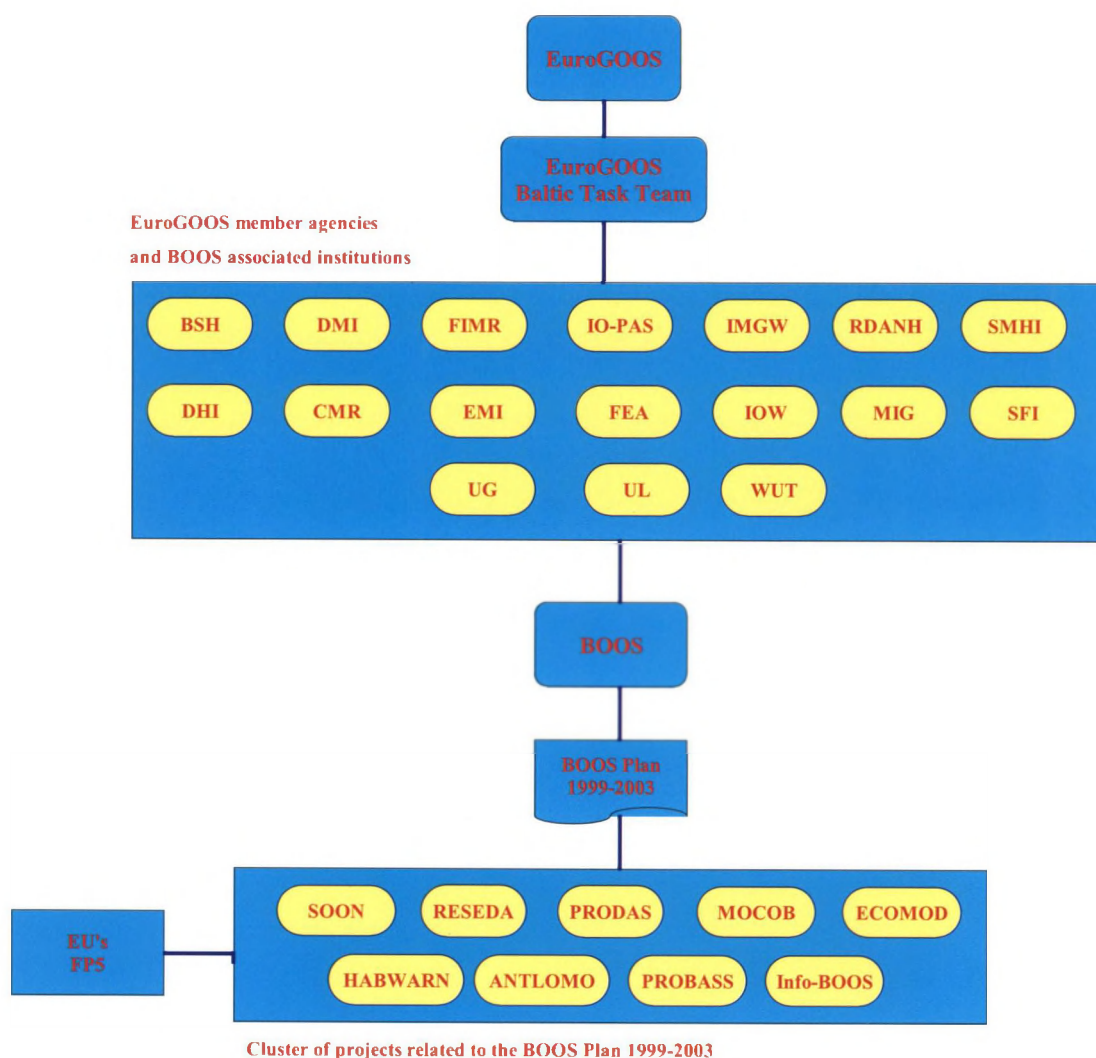 EuroGOOS
EuroGOOS
Baltic Task Team
EuroGOOS member agencies
and BOOS associated institutions
BSH DMI FIMR IO-PAS IMGW RDANH SMHI
DHI CMR EMI FEA IOW MIG SFI
UG UL WUT
BOOS
BOOS Plan
1999-2003
SOON RESEDA PRODAS MOCOB ECOMOD
EU's
FP5
HABWARN ANTLOMO PROBASS Info-BOOS
Cluster of projects related to the BOOS Plan 1999-2003